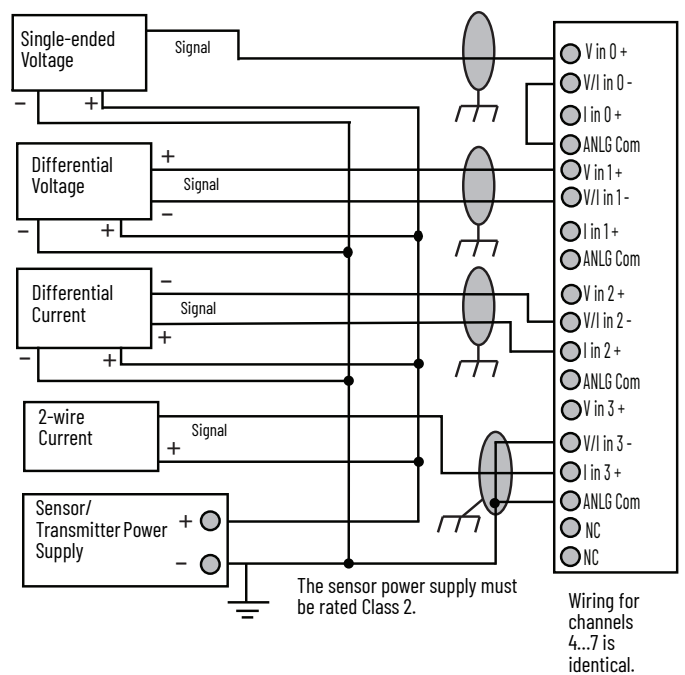 Single-ended
Voltage
Signal
−
+
Differential
Voltage
+
Signal
−
−
+
Differential
Current
−
Signal
+
−
+
2-wire
Current
Signal
+
Sensor/
Transmitter Power
Supply
+
−
The sensor power supply must
be rated Class 2.
V in 0 +
V/I in 0 -
I in 0 +
ANLG Com
V in 1 +
V/I in 1 -
I in 1 +
ANLG Com
V in 2 +
V/I in 2 -
I in 2 +
ANLG Com
V in 3 +
V/I in 3 -
I in 3 +
ANLG Com
NC
NC
Wiring for
channels
4...7 is
identical.